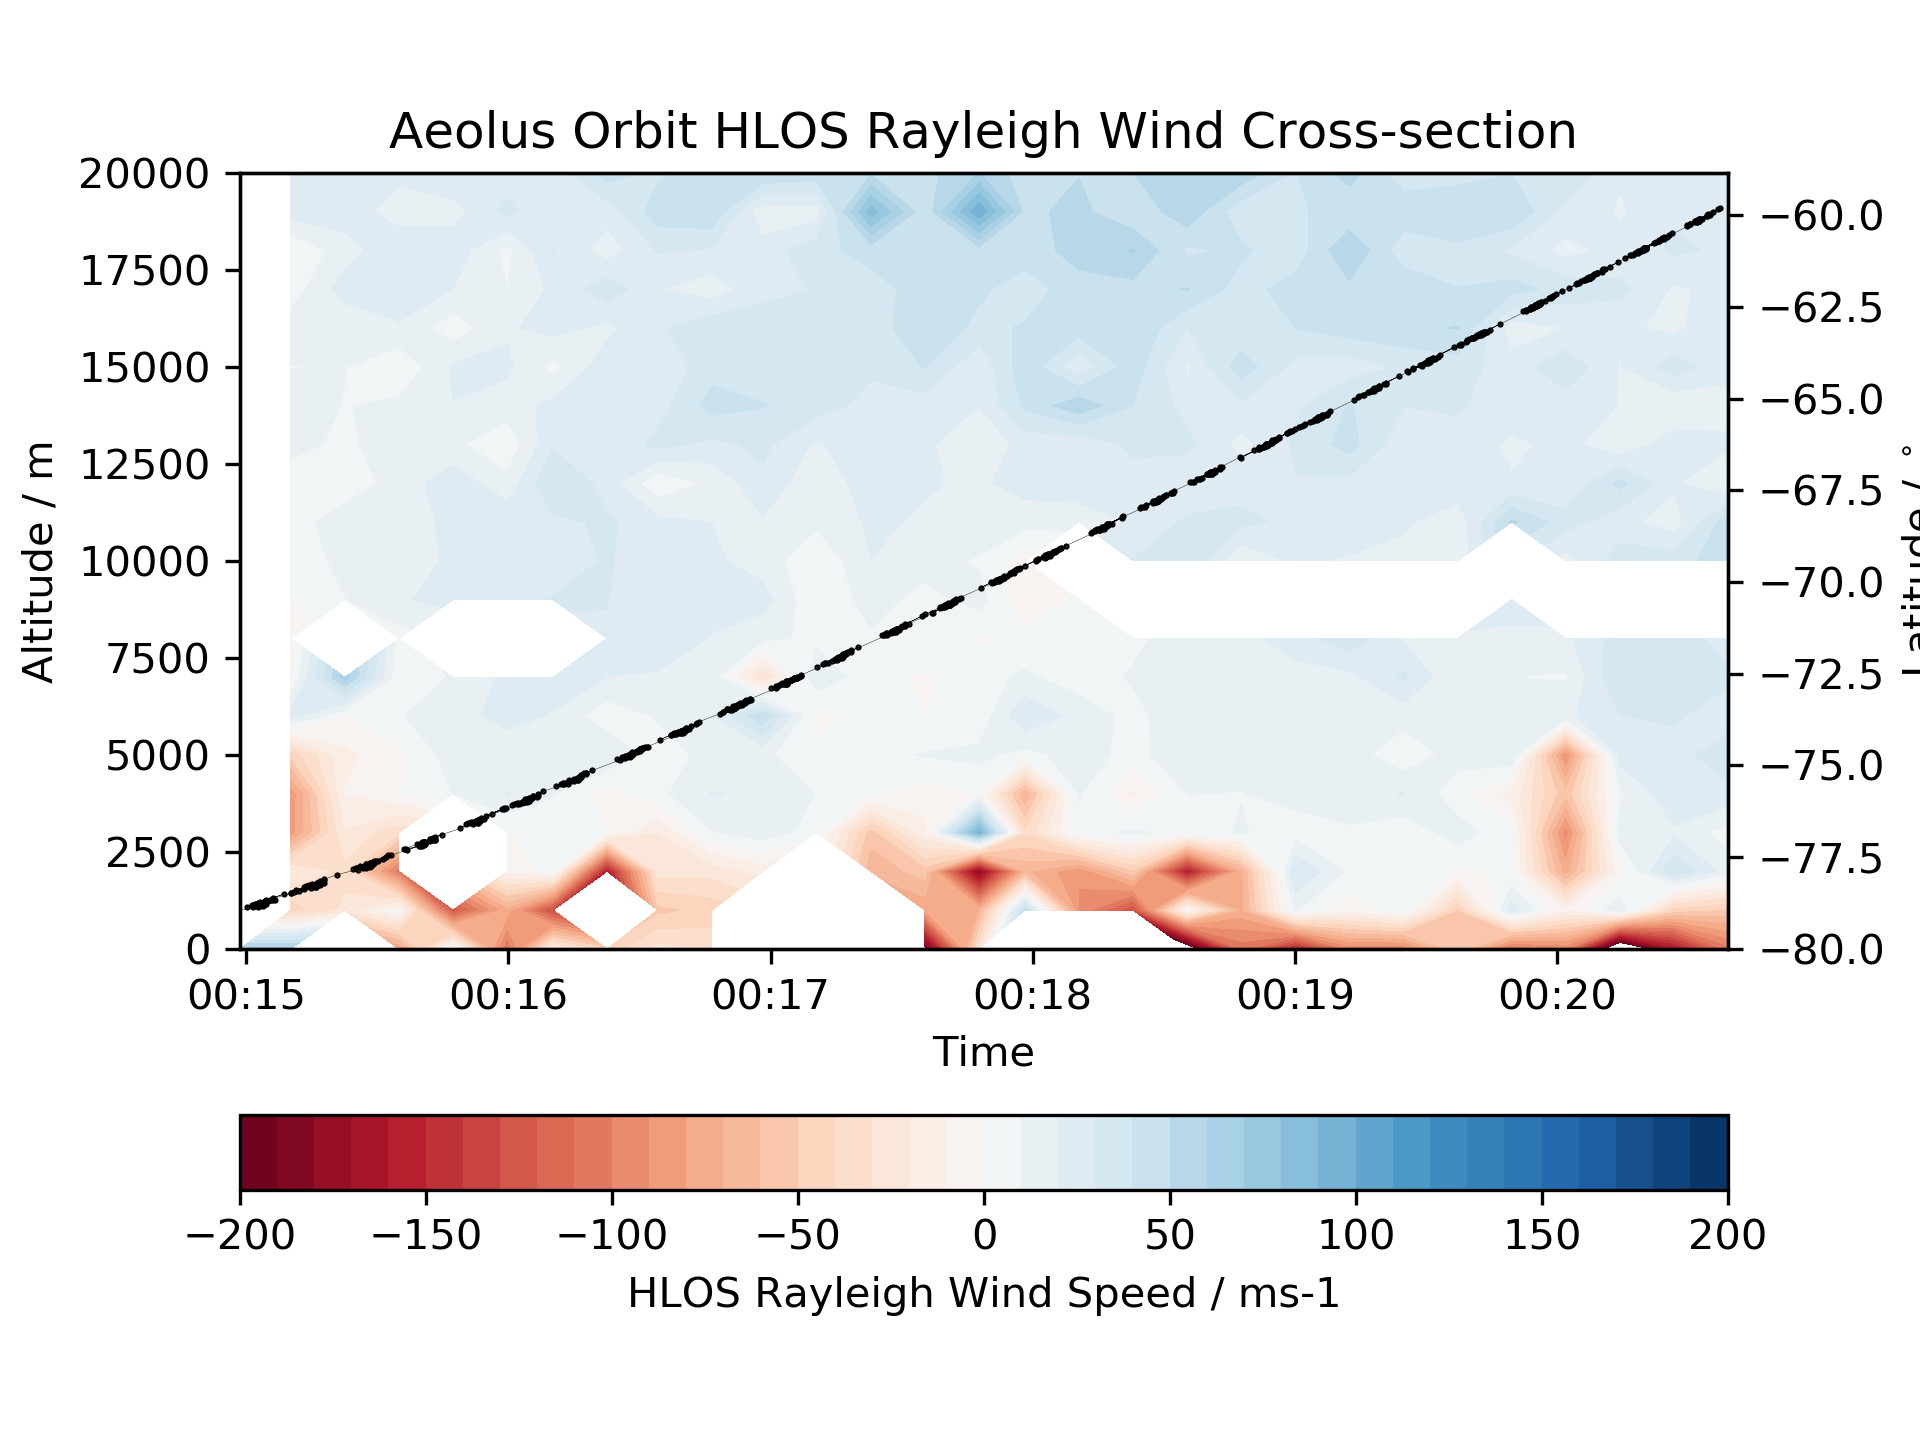 Aeolus Orbit HLOS Rayleigh Wind Cross-section
20000
17500
15000
12500
10000
7500
5000
2500
0
Altitude / m
−60.0
−62.5
−65.0
−67.5
−70.0
−72.5
−75.0
−77.5
−80.0
Latitude / °
00:15 00:16 00:17 00:18 00:19 00:20
Time
−200 −150 −100 −50 0 50 100 150 200
HLOS Rayleigh Wind Speed / ms-1